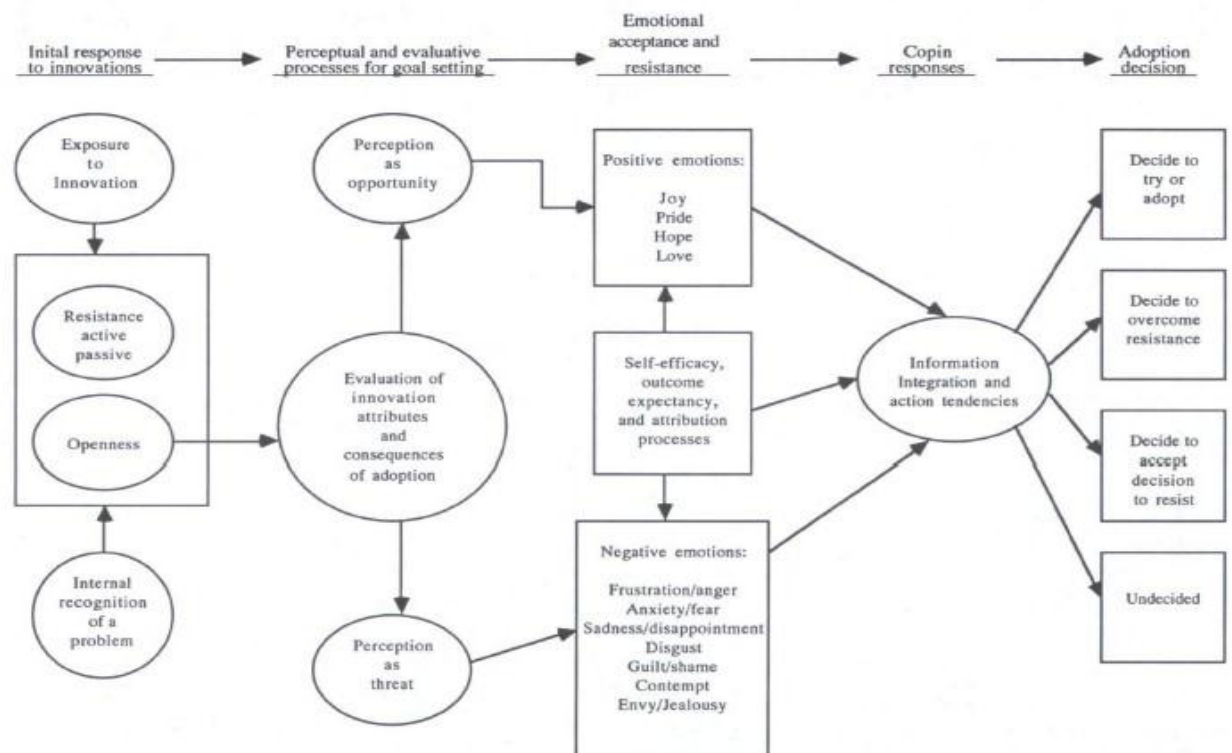 Inital response
to innovations
Perceptual and evaluative
processes for goal setting
Emotional
acceptance and
resistance
Copin
responses
Adoption
decision
Exposure
to
Innovation
Resistance
active
passive
Openness
Internal
recognition
of a
problem
Perception
as
opportunity
Evaluation of
innovation
attributes
and
consequences
of adoption
Perception
as
threat
Positive emotions:
Joy
Pride
Hope
Love
Self-efficacy,
outcome
expectancy,
and attribution
processes
Negative emotions:
Frustration/anger
Anxiety/fear
Sadness/disappointment
Disgust
Guilt/shame
Contempt
Envy/Jealousy
Information
Integration and
action tendencies
Decide to
try or
adopt
Decide to
overcome
resistance
Decide to
accept
decision
to resist
Undecided